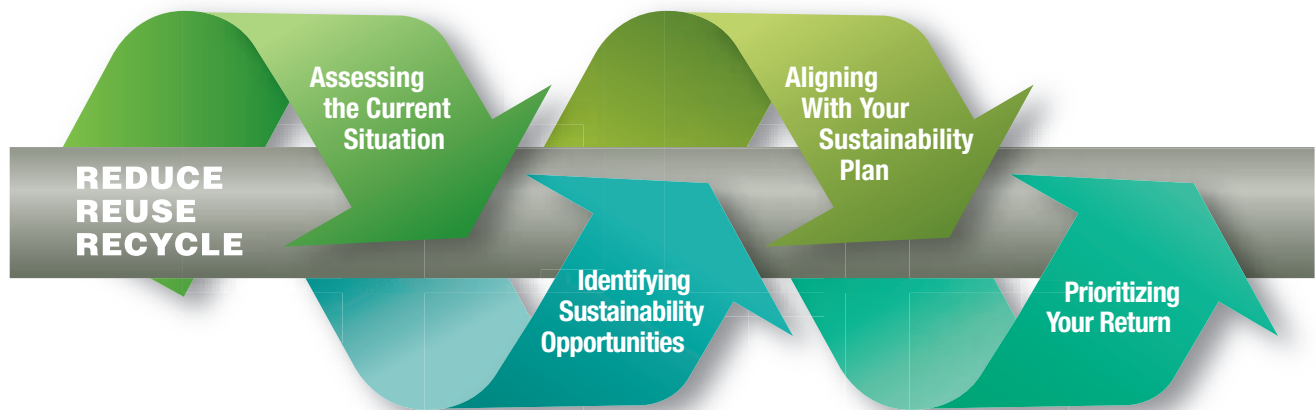 REDUCE
REUSE
RECYCLE
Assessing
the Current
Situation
Identifying
Sustainability
Opportunities
Aligning
With Your
Sustainability
Plan
Prioritizing
Your Return